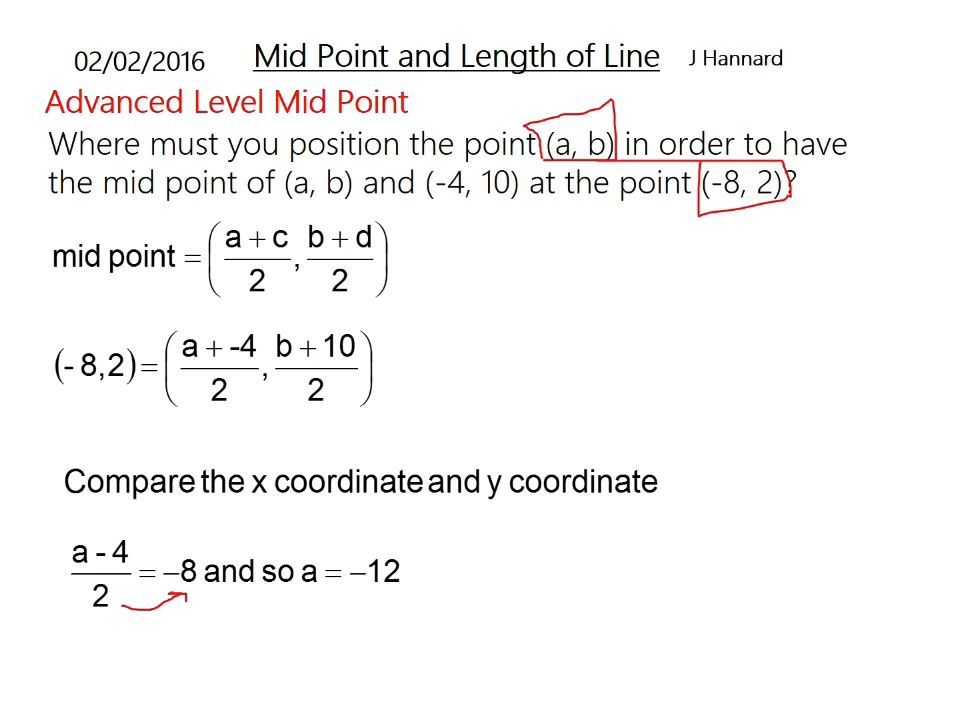 02/02/2016 Mid Point and Length of Line J Hannard
Advanced Level Mid Point
Where must you position the point (a, b) in order to have
the mid point of (a, b) and (-4, 10) at the point (-8, 2)?
mid point = ( a + c / 2 , b + d / 2 )
(- 8, 2) = ( a + -4 / 2 , b + 10 / 2 )
Compare the x coordinate and y coordinate
a - 4 / 2 = −8 and so a = −12